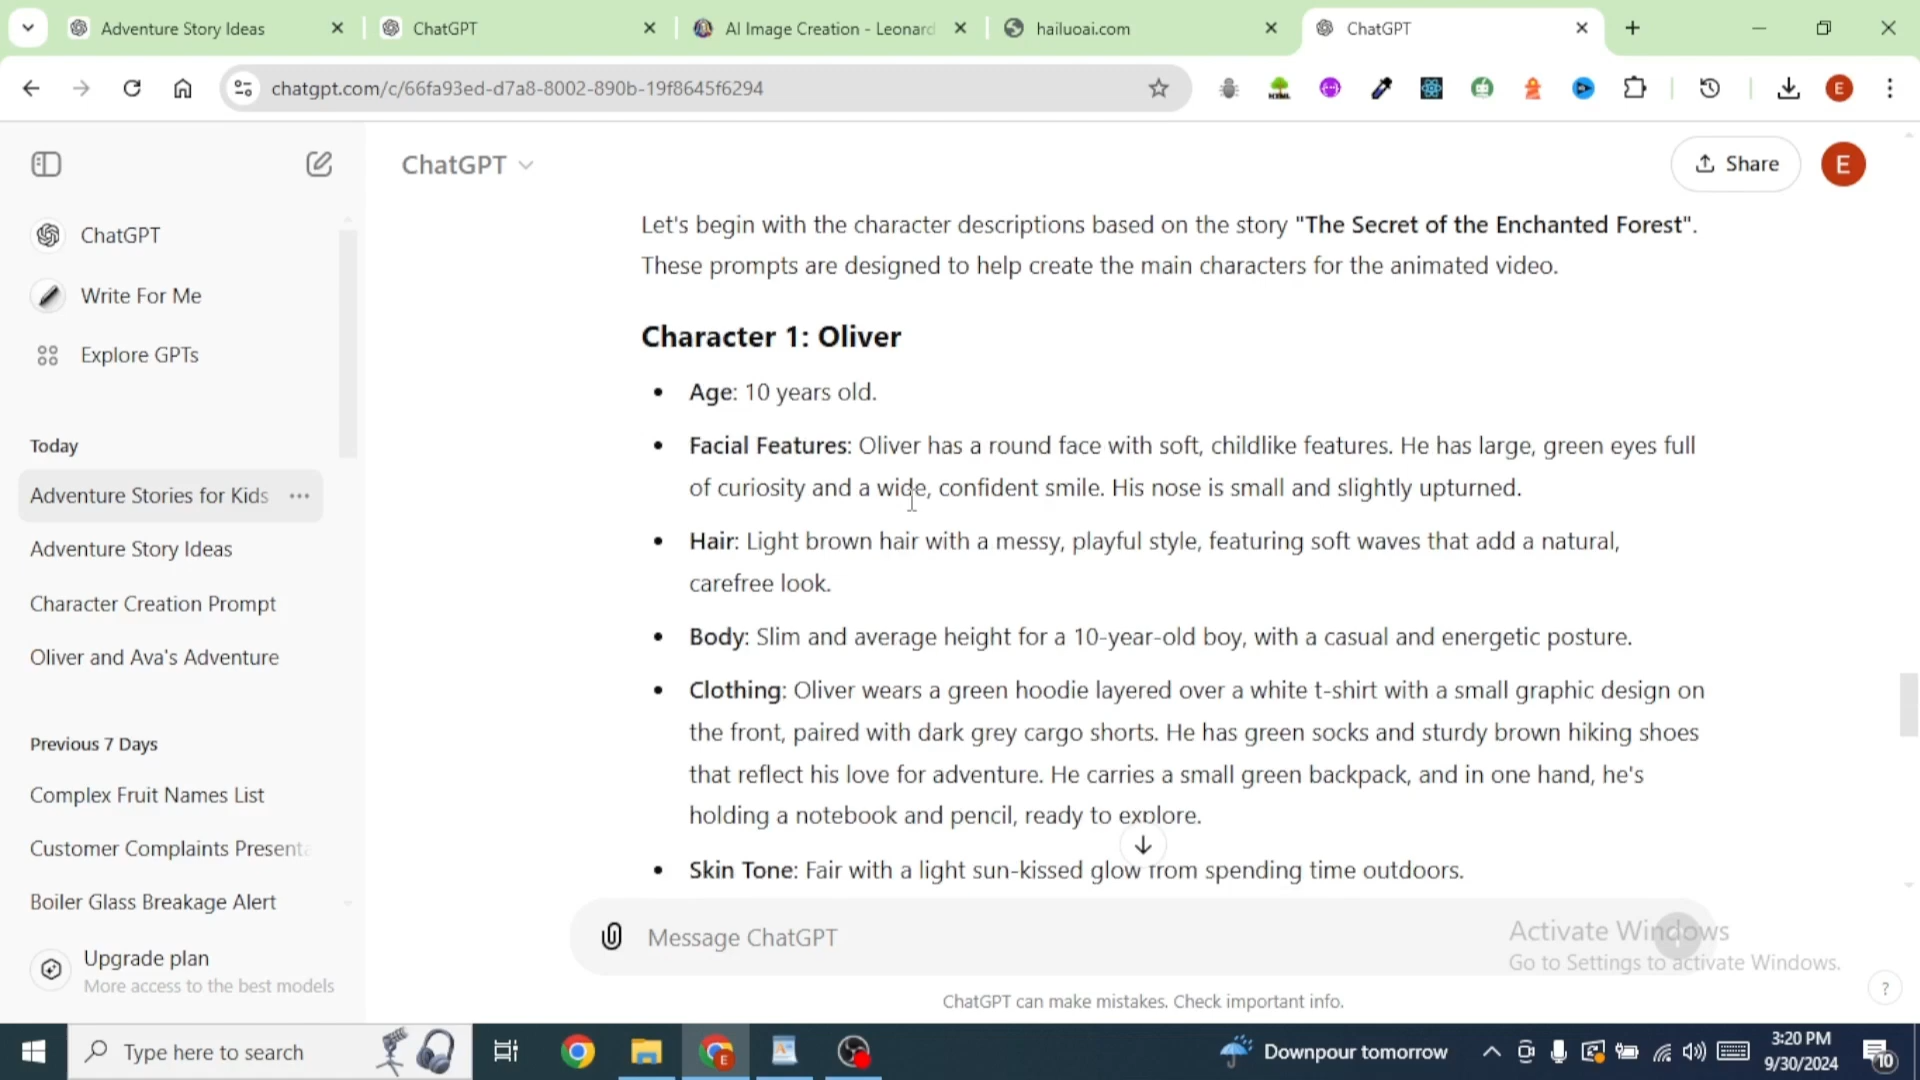 Adventure Story Ideas
ChatGPT
AI Image Creation - Leonard
hailuoai.com
ChatGPT
chatgpt.com/c/66fa93ed-d7a8-8002-890b-19f8645f6294
E
ChatGPT
Share
E
ChatGPT
Write For Me
Explore GPTs
Today
Adventure Stories for Kids
Adventure Story Ideas
Character Creation Prompt
Oliver and Ava's Adventure
Previous 7 Days
Complex Fruit Names List
Customer Complaints Presenta
Boiler Glass Breakage Alert
Upgrade plan
More access to the best models
Let's begin with the character descriptions based on the story "The Secret of the Enchanted Forest".
These prompts are designed to help create the main characters for the animated video.
Character 1: Oliver
• Age: 10 years old.
• Facial Features: Oliver has a round face with soft, childlike features. He has large, green eyes full
of curiosity and a wide, confident smile. His nose is small and slightly upturned.
• Hair: Light brown hair with a messy, playful style, featuring soft waves that add a natural,
carefree look.
• Body: Slim and average height for a 10-year-old boy, with a casual and energetic posture.
• Clothing: Oliver wears a green hoodie layered over a white t-shirt with a small graphic design on
the front, paired with dark grey cargo shorts. He has green socks and sturdy brown hiking shoes
that reflect his love for adventure. He carries a small green backpack, and in one hand, he's
holding a notebook and pencil, ready to explore.
• Skin Tone: Fair with a light sun-kissed glow from spending time outdoors.
Message ChatGPT
Activate Windows
Go to Settings to activate Windows.
ChatGPT can make mistakes. Check important info.
?
Type here to search
Downpour tomorrow
3:20 PM
9/30/2024
10